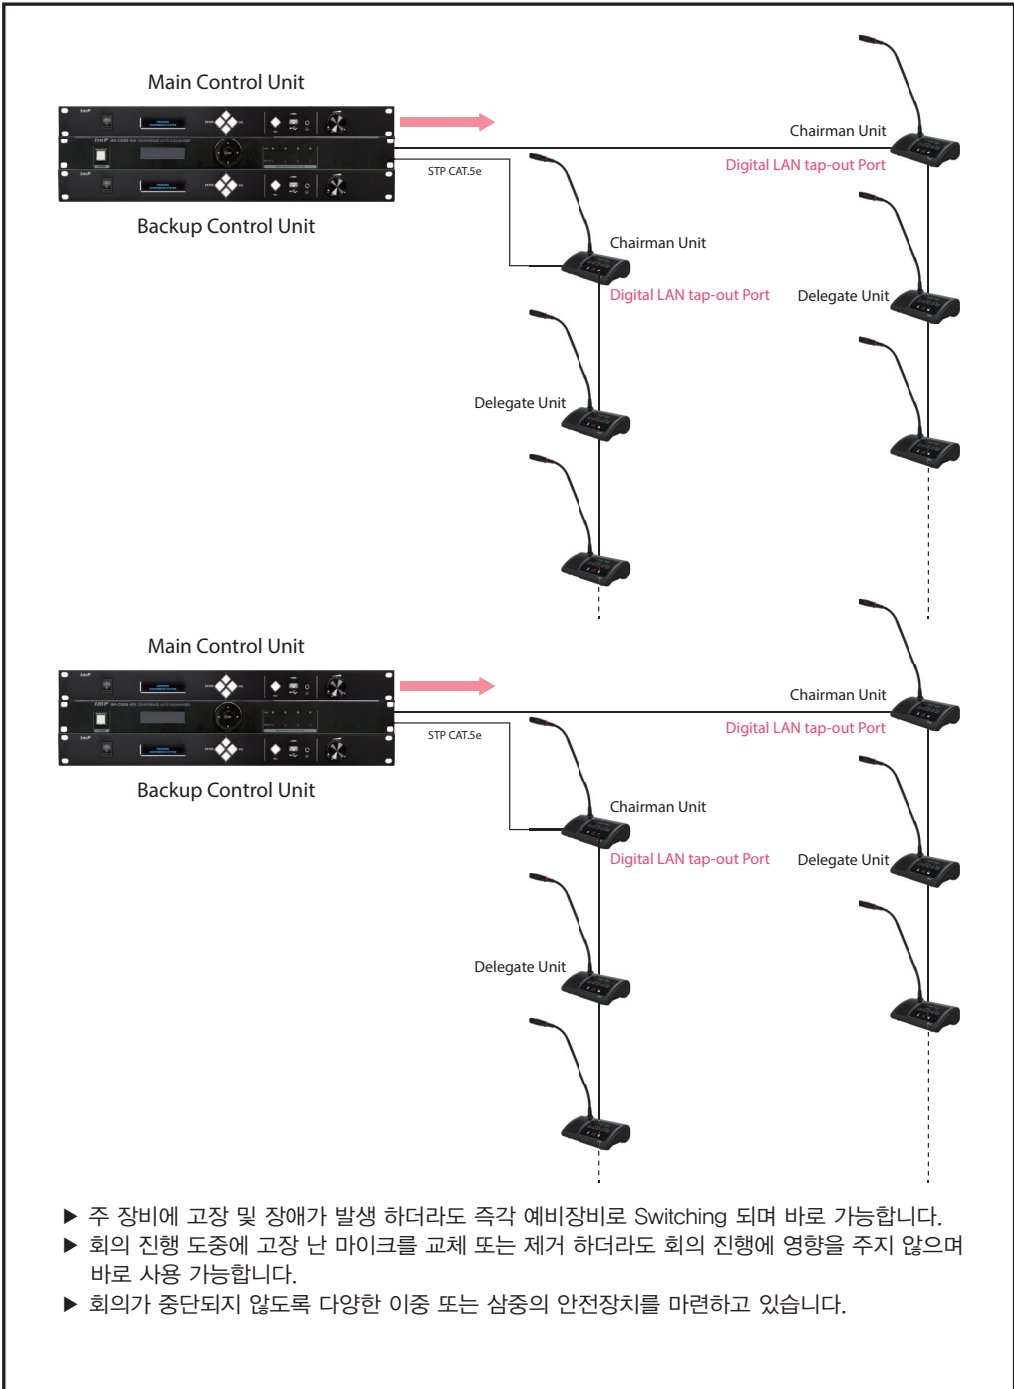 Main Control Unit
Chairman Unit
Digital LAN tap-out Port
STP CAT.5e
Backup Control Unit
Chairman Unit
Digital LAN tap-out Port
Delegate Unit
Delegate Unit
Main Control Unit
Chairman Unit
Digital LAN tap-out Port
STP CAT.5e
Backup Control Unit
Chairman Unit
Digital LAN tap-out Port
Delegate Unit
Delegate Unit
▶ 주 장비에 고장 및 장애가 발생 하더라도 즉각 예비장비로 Switching 되며 바로 가능합니다.
▶ 회의 진행 도중에 고장 난 마이크를 교체 또는 제거 하더라도 회의 진행에 영향을 주지 않으며
바로 사용 가능합니다.
▶ 회의가 중단되지 않도록 다양한 이중 또는 삼중의 안전장치를 마련하고 있습니다.